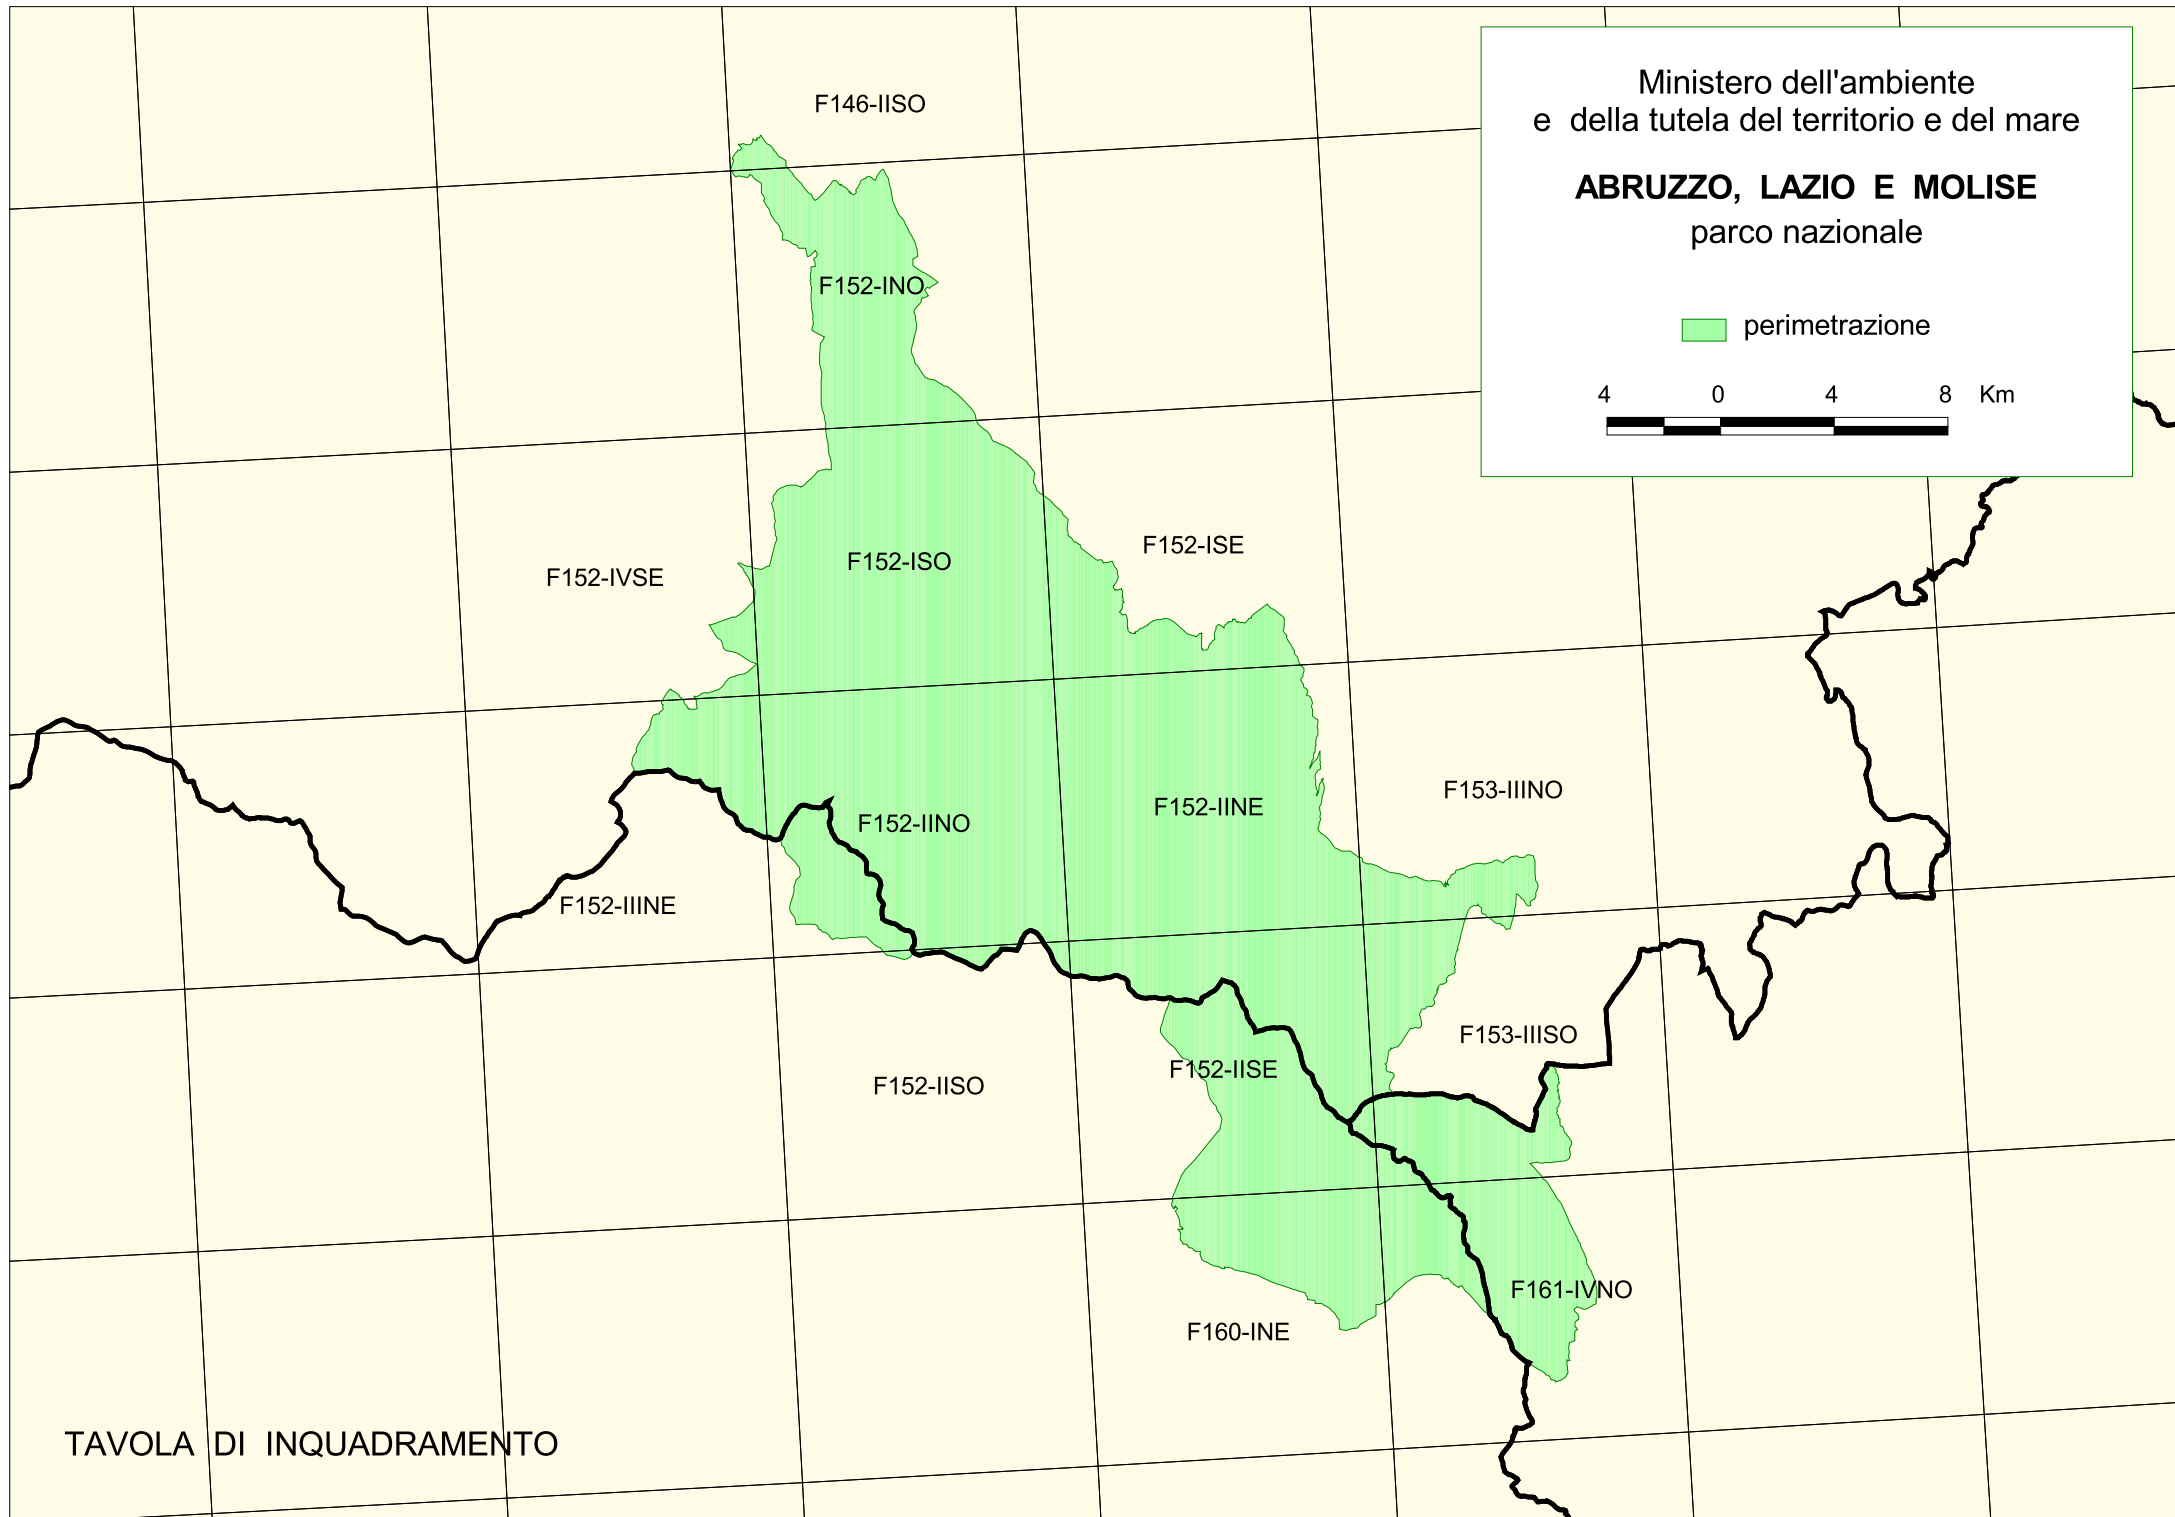 Ministero dell'ambiente
e della tutela del territorio e del mare
ABRUZZO, LAZIO E MOLISE
parco nazionale
perimetrazione
4 0 4 8 Km
F146-IISO
F152-INO
F152-ISE
F152-ISO
F152-IVSE
F153-IIINO
F152-IINE
F152-IINO
F152-IIINE
F153-IIISO
F152-IISE
F152-IISO
F161-IVNO
F160-INE
TAVOLA DI INQUADRAMENTO